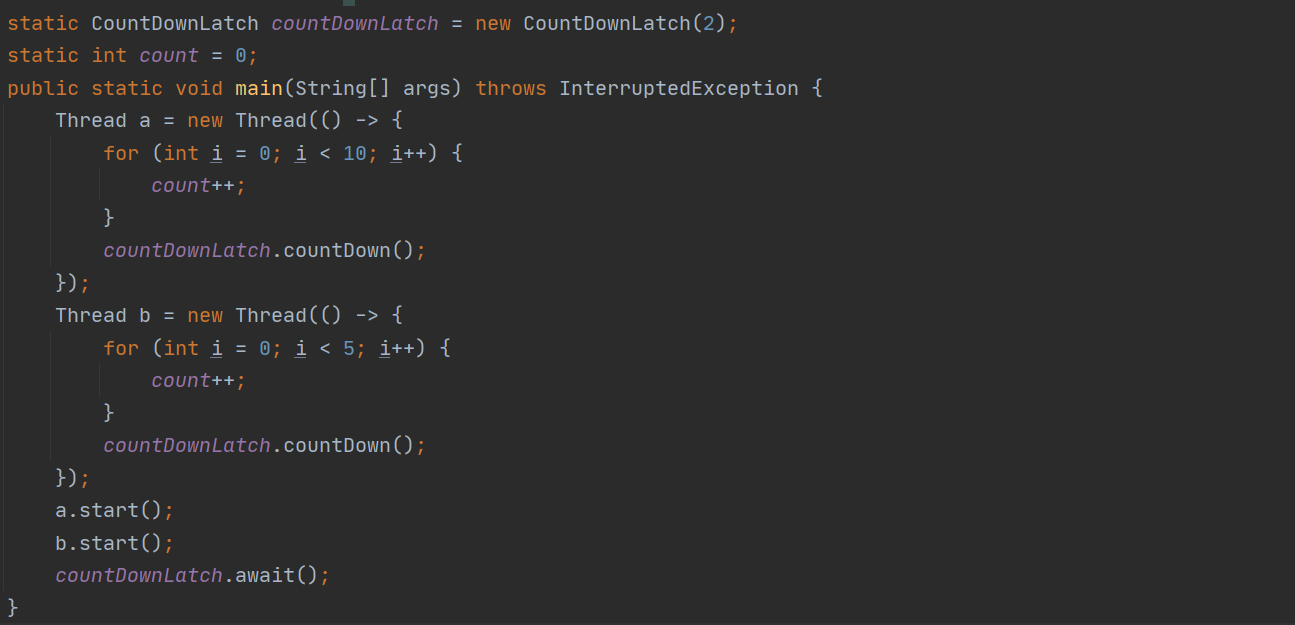 static CountDownLatch countDownLatch = new CountDownLatch(2);
static int count = 0;
public static void main(String[] args) throws InterruptedException {
    Thread a = new Thread(() -> {
        for (int i = 0; i < 10; i++) {
            count++;
        }
        countDownLatch.countDown();
    });
    Thread b = new Thread(() -> {
        for (int i = 0; i < 5; i++) {
            count++;
        }
        countDownLatch.countDown();
    });
    a.start();
    b.start();
    countDownLatch.await();
}